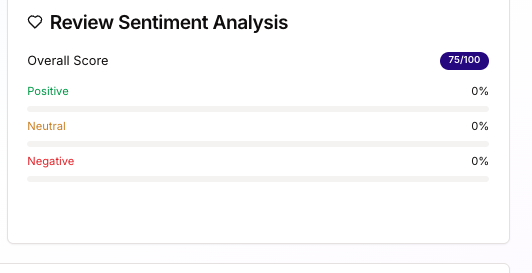 Review Sentiment Analysis
Overall Score 75/100
Positive 0%
Neutral 0%
Negative 0%